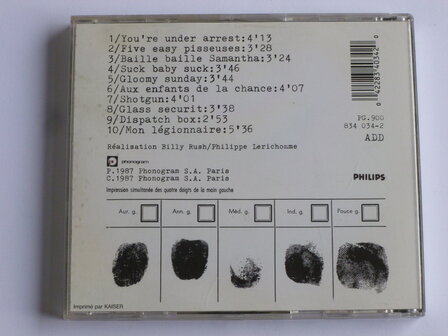 1/You're under arrest:4'13
2/Five easy pisseuses:3'28
3/Baille baille Samantha:3'24
4/Suck baby suck:3'46
5/Gloomy sunday:3'44
6/Aux enfants de la chance:4'07
7/Shotgun:4'01
8/Glass securit:3'38
9/Dispatch box:2'53
10/Mon légionnaire:5'36
Réalisation Billy Rush/Philippe Lerichomme
phonogram
P.1987 Phonogram S.A. Paris
C.1987 Phonogram S.A. Paris
0 42283 40342 0
PG.900
834 034-2
ADD
PHILIPS
Impression simultanée des quatre doigts de la main gauche
Aur. g.
Ann. g.
Méd. g.
Ind. g.
Pouce g.
Imprimé par KAISER